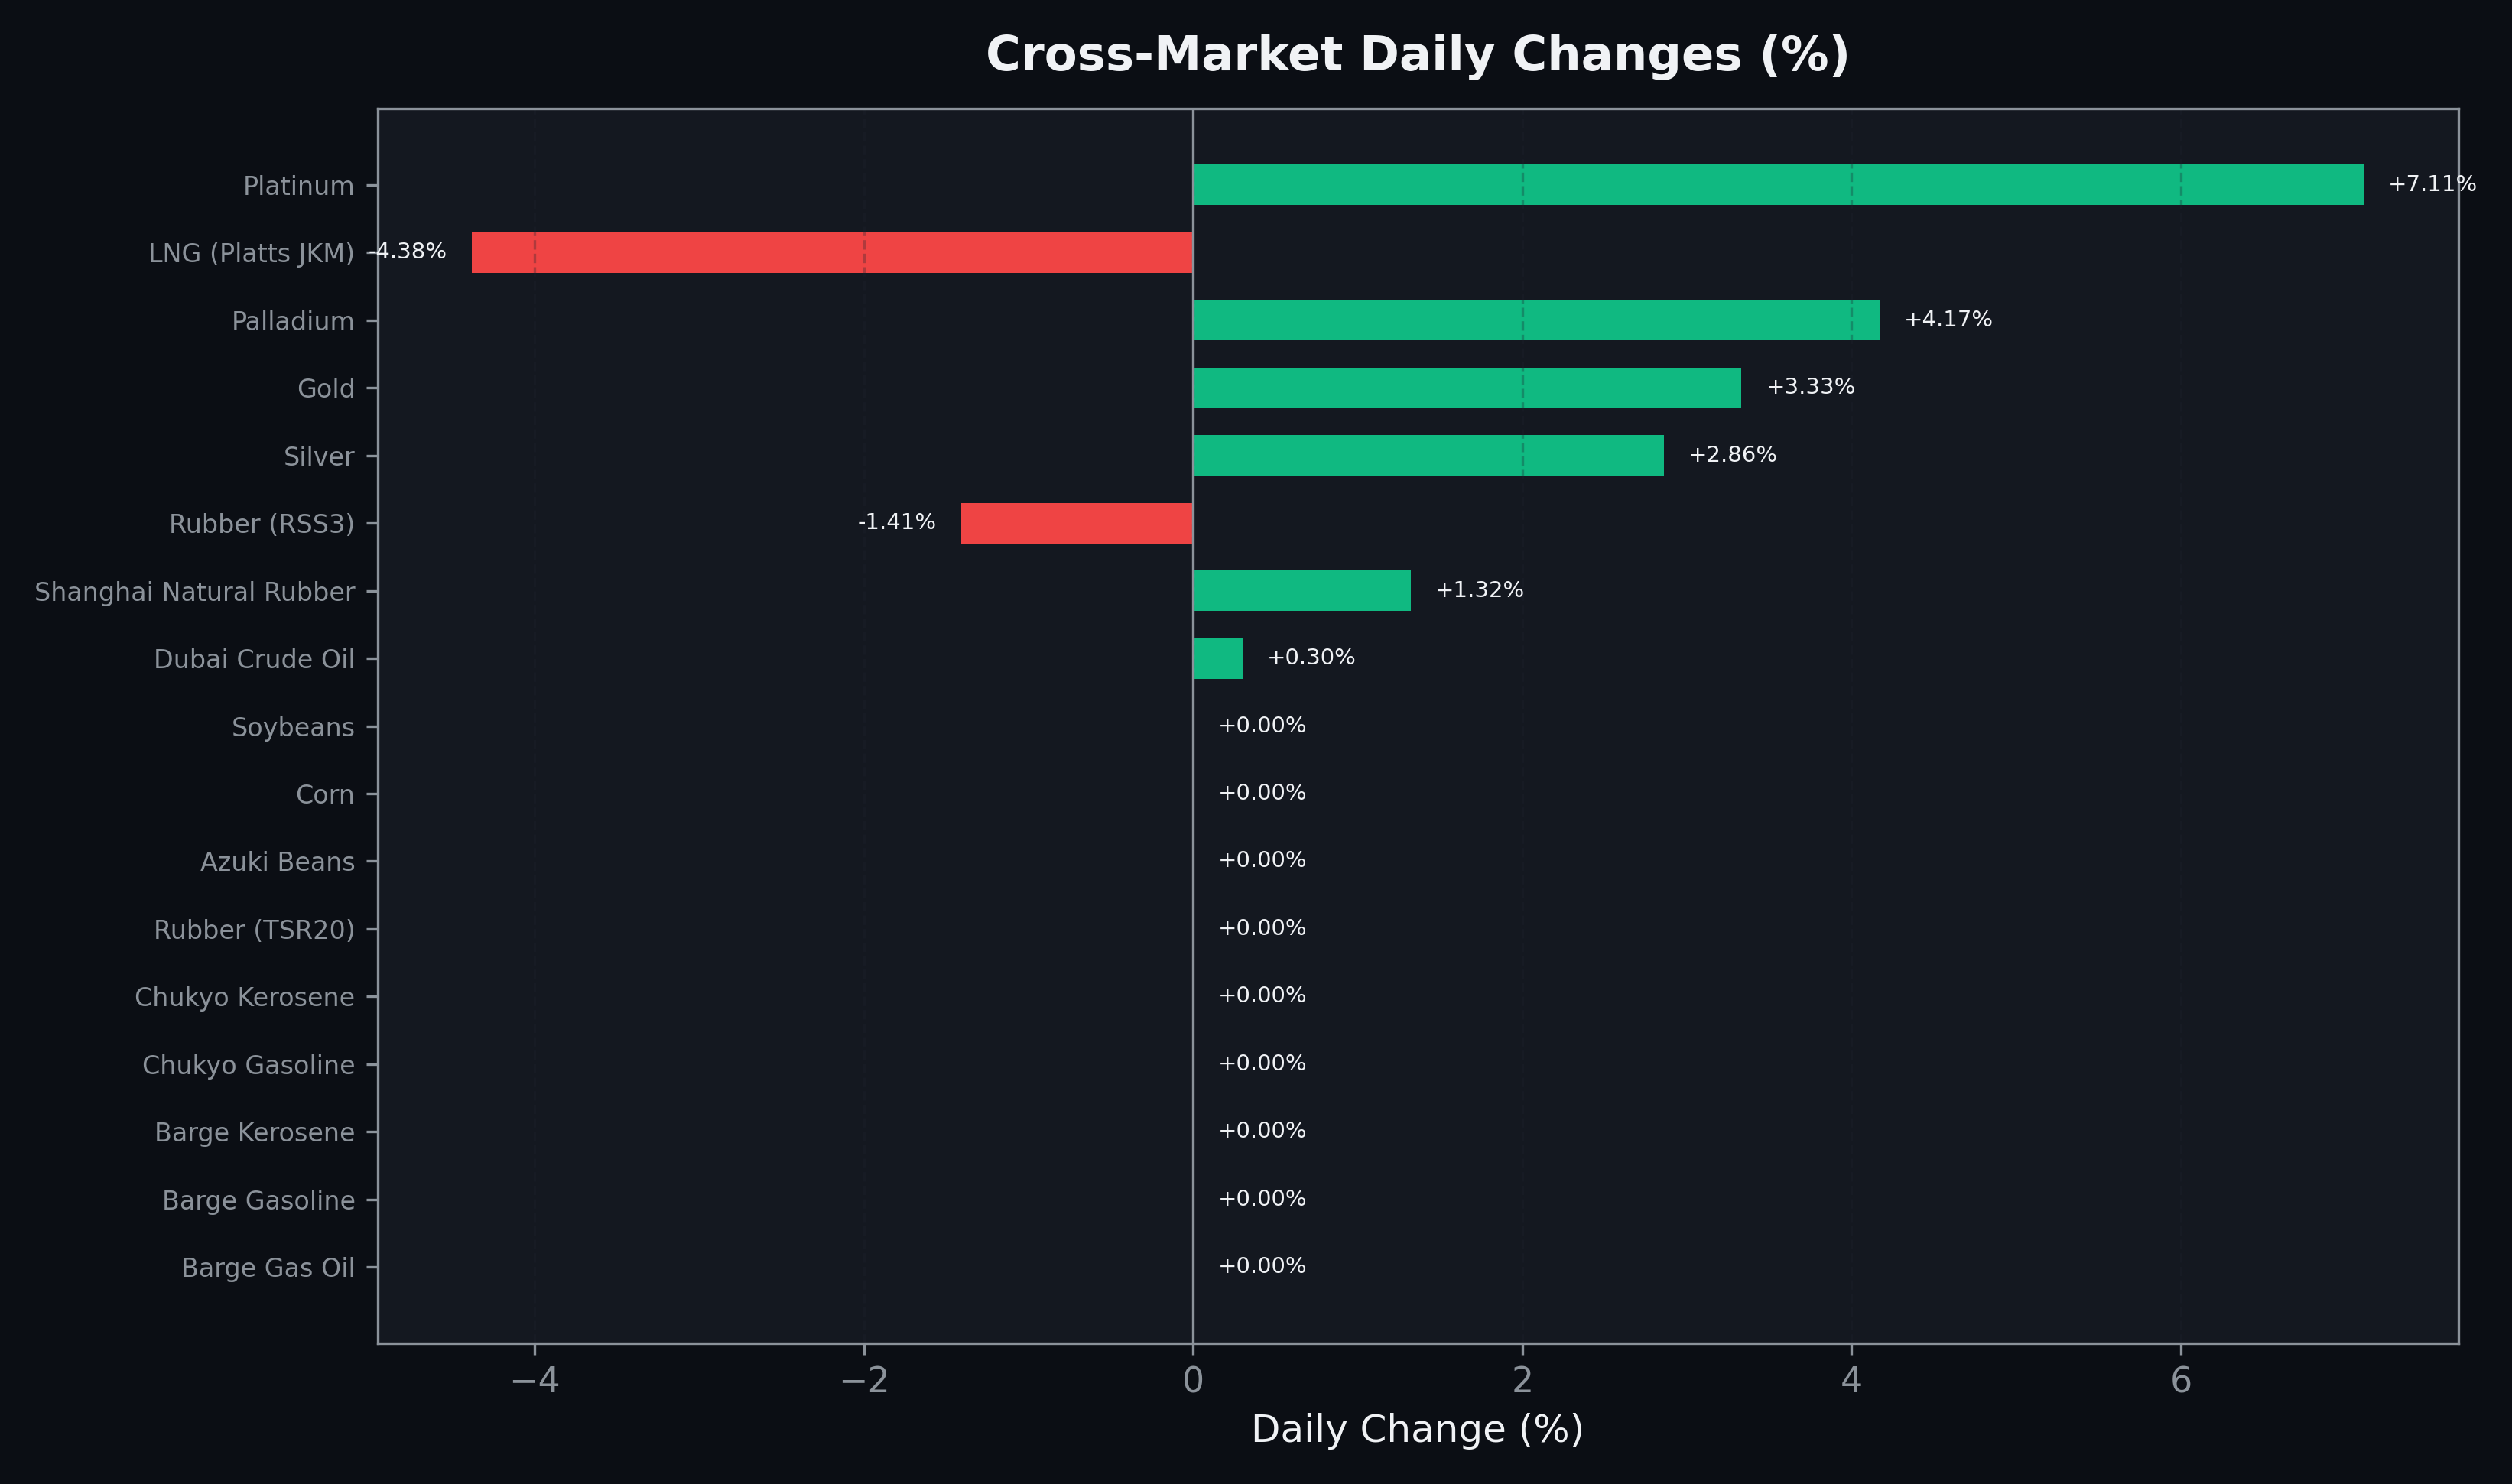 Cross-Market Daily Changes (%)
Platinum +7.11%
LNG (Platts JKM) -4.38%
Palladium +4.17%
Gold +3.33%
Silver +2.86%
Rubber (RSS3) -1.41%
Shanghai Natural Rubber +1.32%
Dubai Crude Oil +0.30%
Soybeans +0.00%
Corn +0.00%
Azuki Beans +0.00%
Rubber (TSR20) +0.00%
Chukyo Kerosene +0.00%
Chukyo Gasoline +0.00%
Barge Kerosene +0.00%
Barge Gasoline +0.00%
Barge Gas Oil +0.00%
−4 −2 0 2 4 6
Daily Change (%)